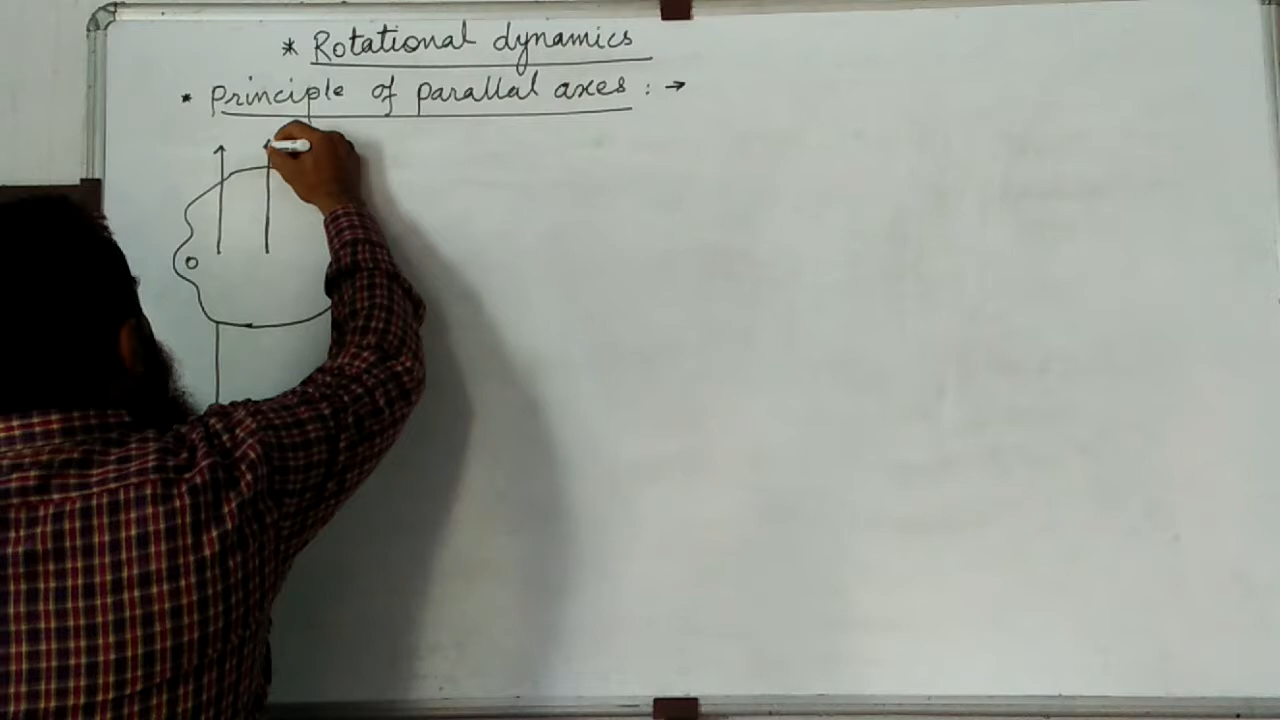 * Rotational dynamics
* Principle of parallal axes : →